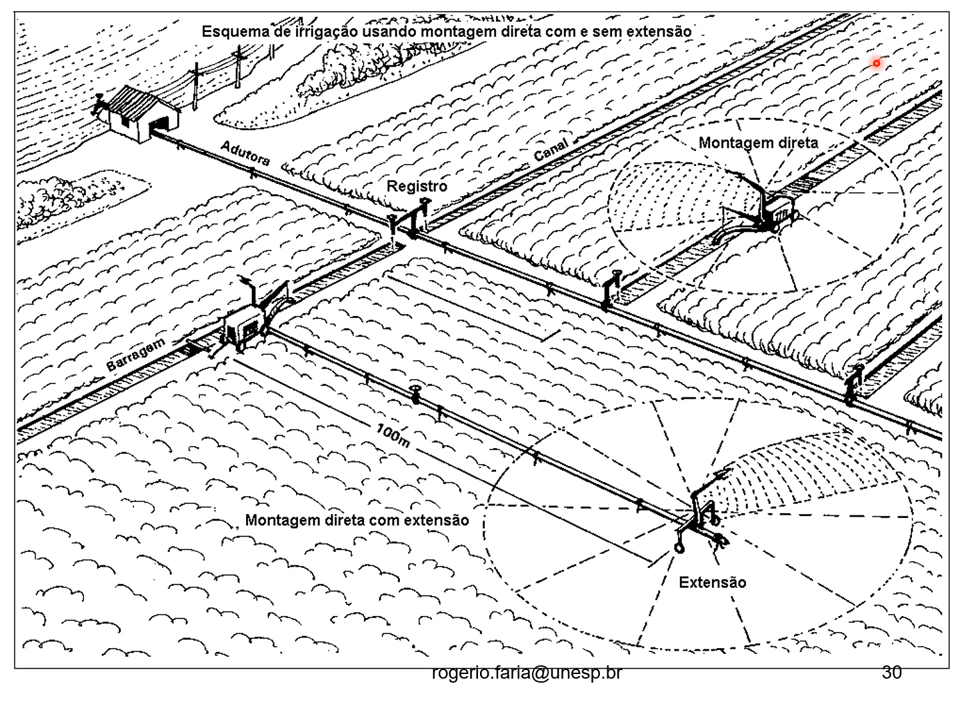 Esquema de irrigação usando montagem direta com e sem extensão
Adutora
Canal
Montagem direta
Registro
Barragem
100m
Montagem direta com extensão
Extensão
rogerio.faria@unesp.br
30